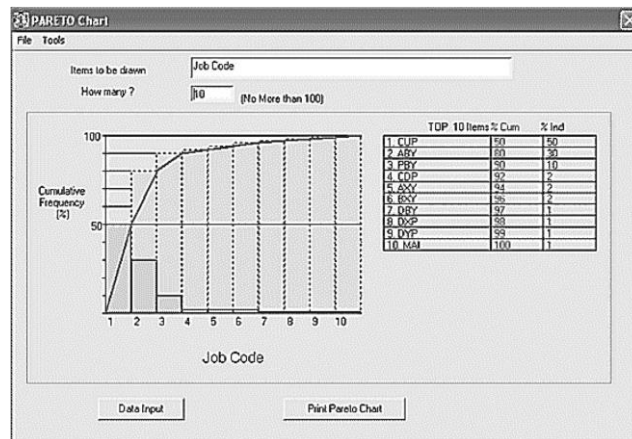 PARETO Chart
File Tools
Items to be drawn Job Code
How many ? 10 (No More than 100)
TOP 10 Items % Cum % Ind
1. CUP 50 50
2 ABY 80 30
3 PBY 90 10
4 CDP 92 2
5. AXY 94 2
6. BXY 96 2
7 DBY 97 1
8 DXP 98 1
9. DYP 99 1
10. MAI 100 1
100
Cumulative
Frequency
[%]
50
1 2 3 4 5 6 7 8 9 10
Job Code
Data Input Print Pareto Chart